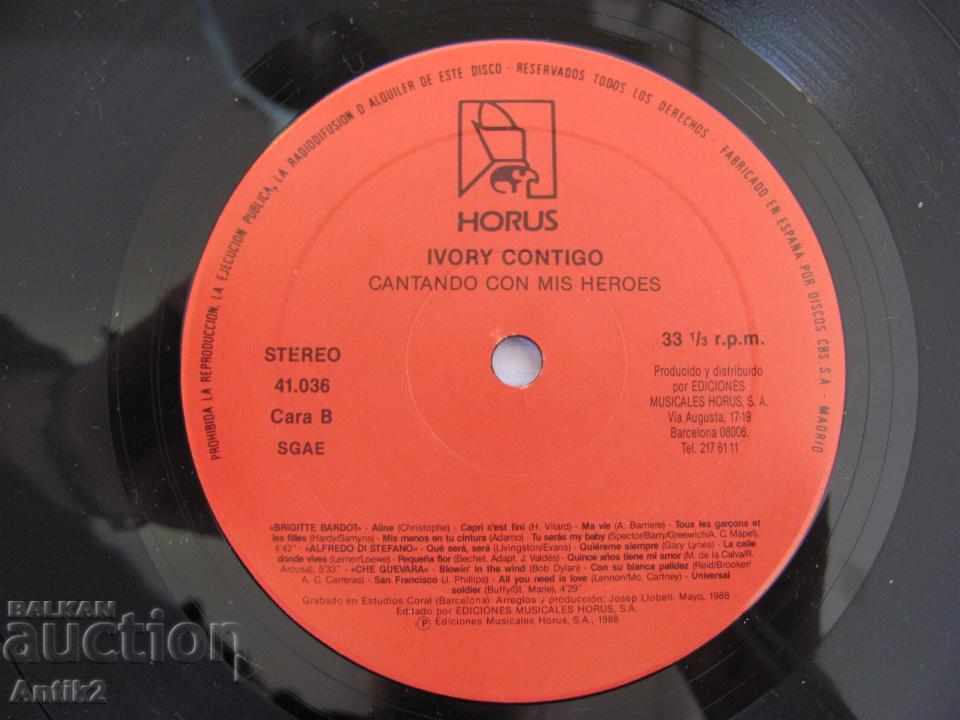 PROHIBIDA LA REPRODUCCION, LA EJECUCION PUBLICA, LA RADIODIFUSION O ALQUILER DE ESTE DISCO - RESERVADOS TODOS LOS DERECHOS - FABRICADO EN ESPAÑA POR DISCOS CBS S.A - MADRID
HORUS
IVORY CONTIGO
CANTANDO CON MIS HEROES
STEREO
41.036
Cara B
SGAE
33 1/3 r.p.m.
Producido y distribuido
por EDICIONES
MUSICALES HORUS, S. A.
Vía Augusta, 17-19
Barcelona 08006.
Tel. 217 61 11
«BRIGITTE BARDOT» - Aline (Christophe) - Capri c'est fini (H. Vilard) - Ma vie (A. Barriere) - Tous les garçons et
les filles (Hardy/Samyns) - Mis manos en tu cintura (Adamo) - Tu serás my baby (Spector/Barry/Greewich/A. C. Mapel),
4'42" - «ALFREDO DI STEFANO» - Qué será, será (Livingston/Evans) - Quiéreme siempre (Gary Lynes) - La calle
donde vives (Lerner/Loewe) - Pequeña flor (Bechet, Adapt. J. Valdés) - Quince años tiene mi amor (M. de la Calva/R.
Arcusa), 5'33" - «CHE GUEVARA» - Blowin' in the wind (Bob Dylan) - Con su blanca palidez (Reid/Brooker/
A. C. Carreras) - San Francisco (J. Phillips) - All you need is love (Lennon/Mc. Cartney) - Universal
soldier (Buffy/St. Marie), 4'29"
Grabado en Estudios Coral (Barcelona). Arreglos y producción: Josep Llobell. Mayo, 1988
Editado por EDICIONES MUSICALES HORUS, S.A.
Ⓟ Ediciones Musicales Horus, S.A., 1988
BALKAN
auction
Antik2